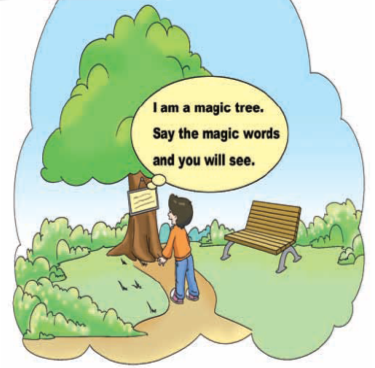 I am a magic tree.
Say the magic words
and you will see.